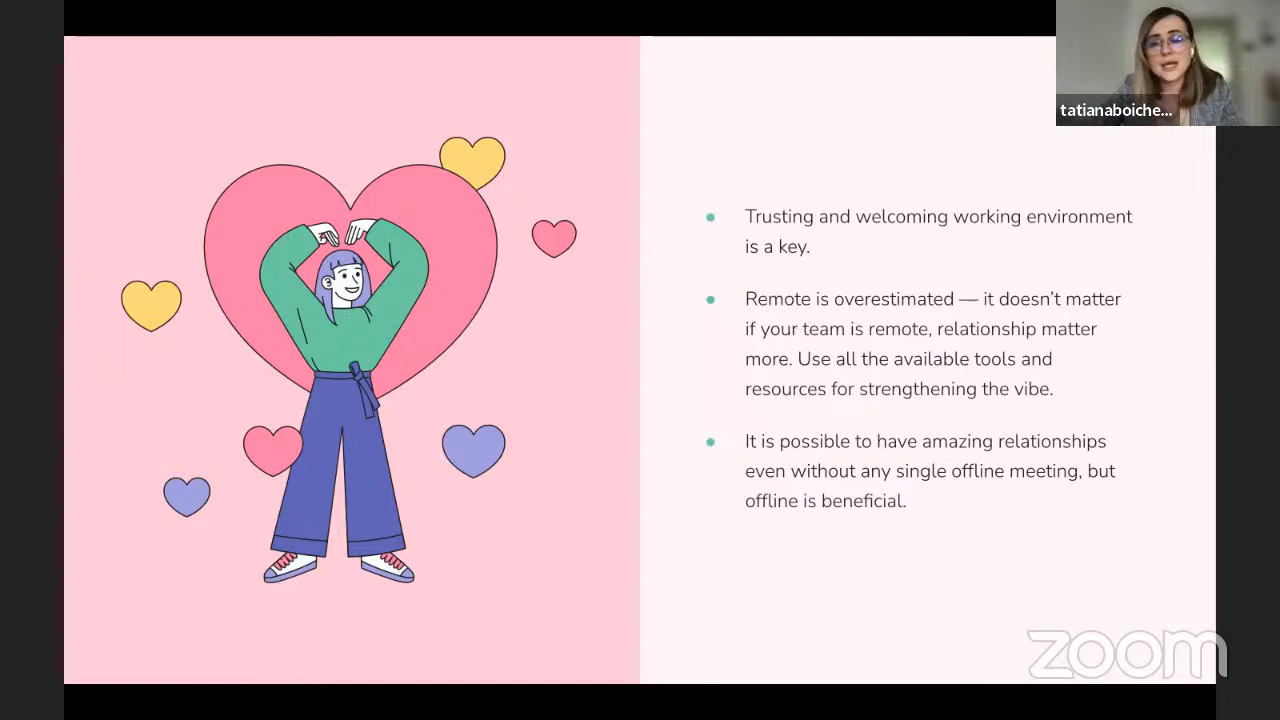 tatianaboiche...
Trusting and welcoming working environment
is a key.
Remote is overestimated — it doesn't matter
if your team is remote, relationship matter
more. Use all the available tools and
resources for strengthening the vibe.
It is possible to have amazing relationships
even without any single offline meeting, but
offline is beneficial.
zoom